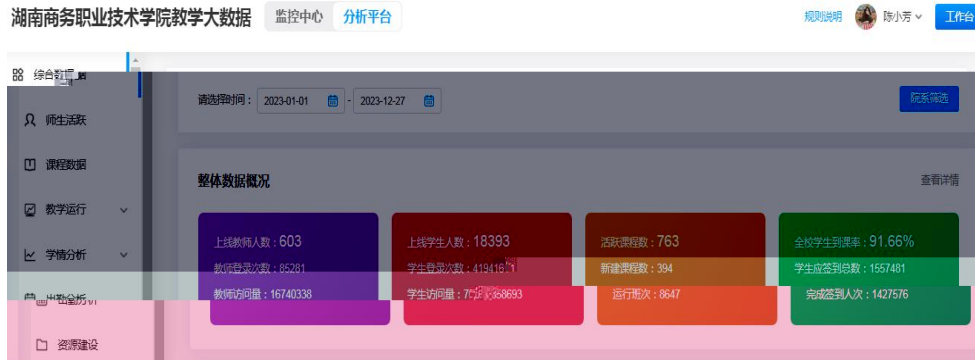 湖南商务职业技术学院教学大数据 监控中心 分析平台 规则说明 陈小芳 工作台
师生活跃
课程数据
教学运行
学情分析
资源建设
请选择时间： 2023-01-01 - 2023-12-27 院系筛选
整体数据概况 查看详情
上线教师人数：603
教师登录次数：85281
教师访问量：16740338
上线学生人数：18393
学生登录次数：
学生访问量：
活跃课程数：763
新建课程数：394
运行班次：8647
全校学生到课率：91.66%
学生应签到总数：1557481
完成签到人次：1427576